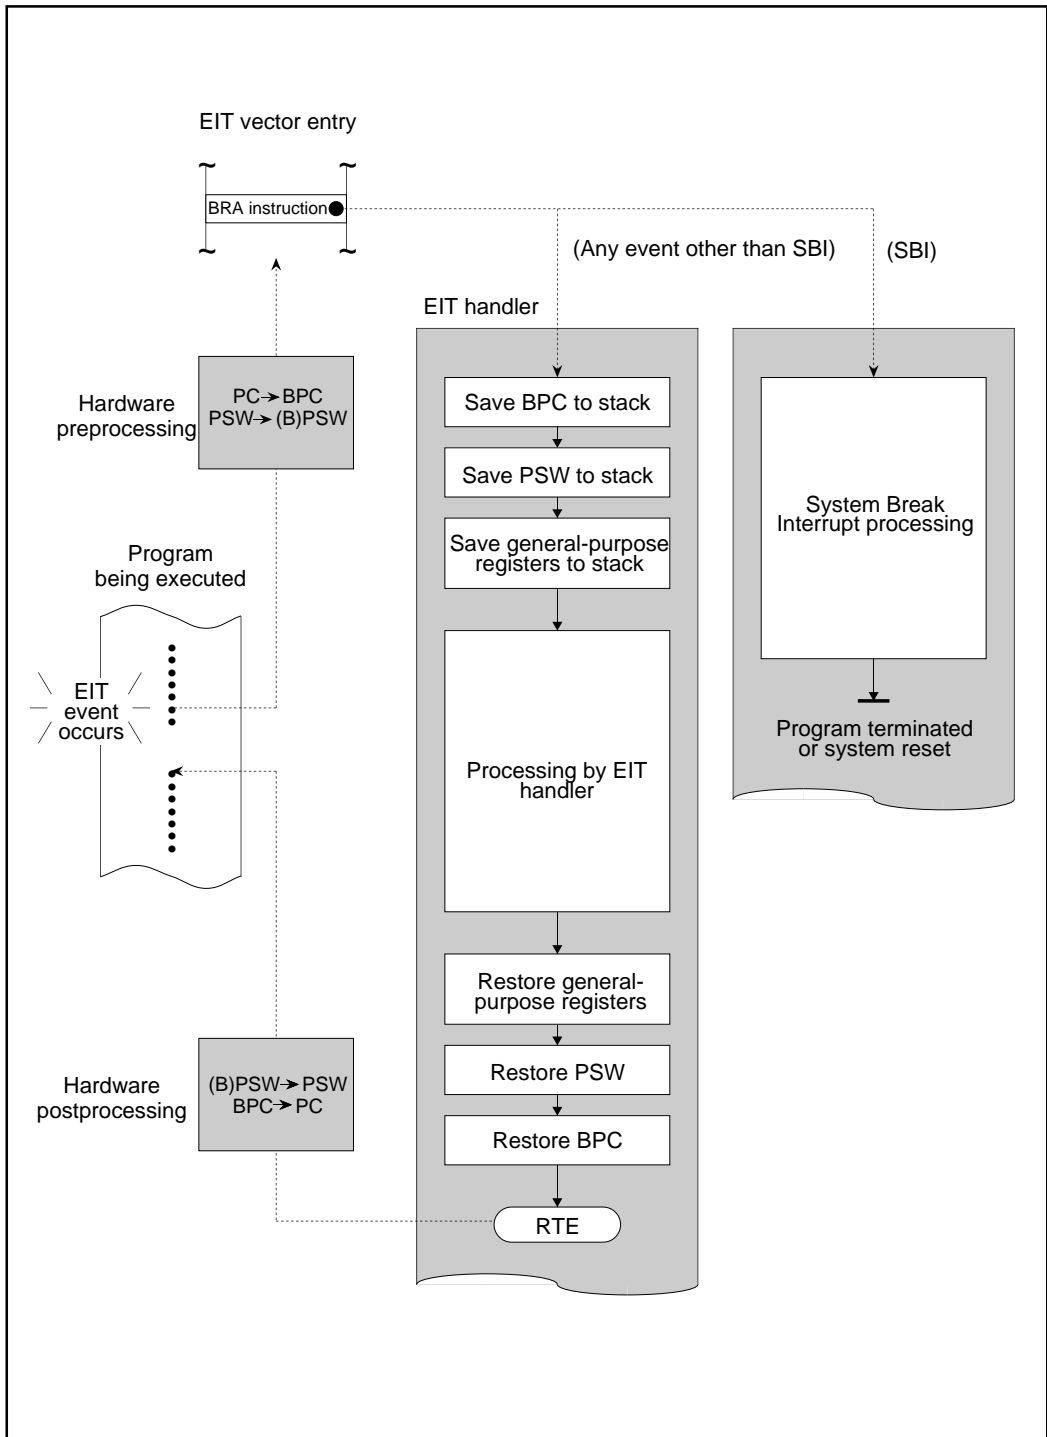 EIT vector entry
BRA instruction
(Any event other than SBI)
(SBI)
EIT handler
Hardware
preprocessing
PC→BPC
PSW→(B)PSW
Save BPC to stack
Save PSW to stack
Save general-purpose
registers to stack
System Break
Interrupt processing
Program
being executed
EIT
event
occurs
Program terminated
or system reset
Processing by EIT
handler
Restore general-
purpose registers
Hardware
postprocessing
(B)PSW→PSW
BPC→PC
Restore PSW
Restore BPC
RTE